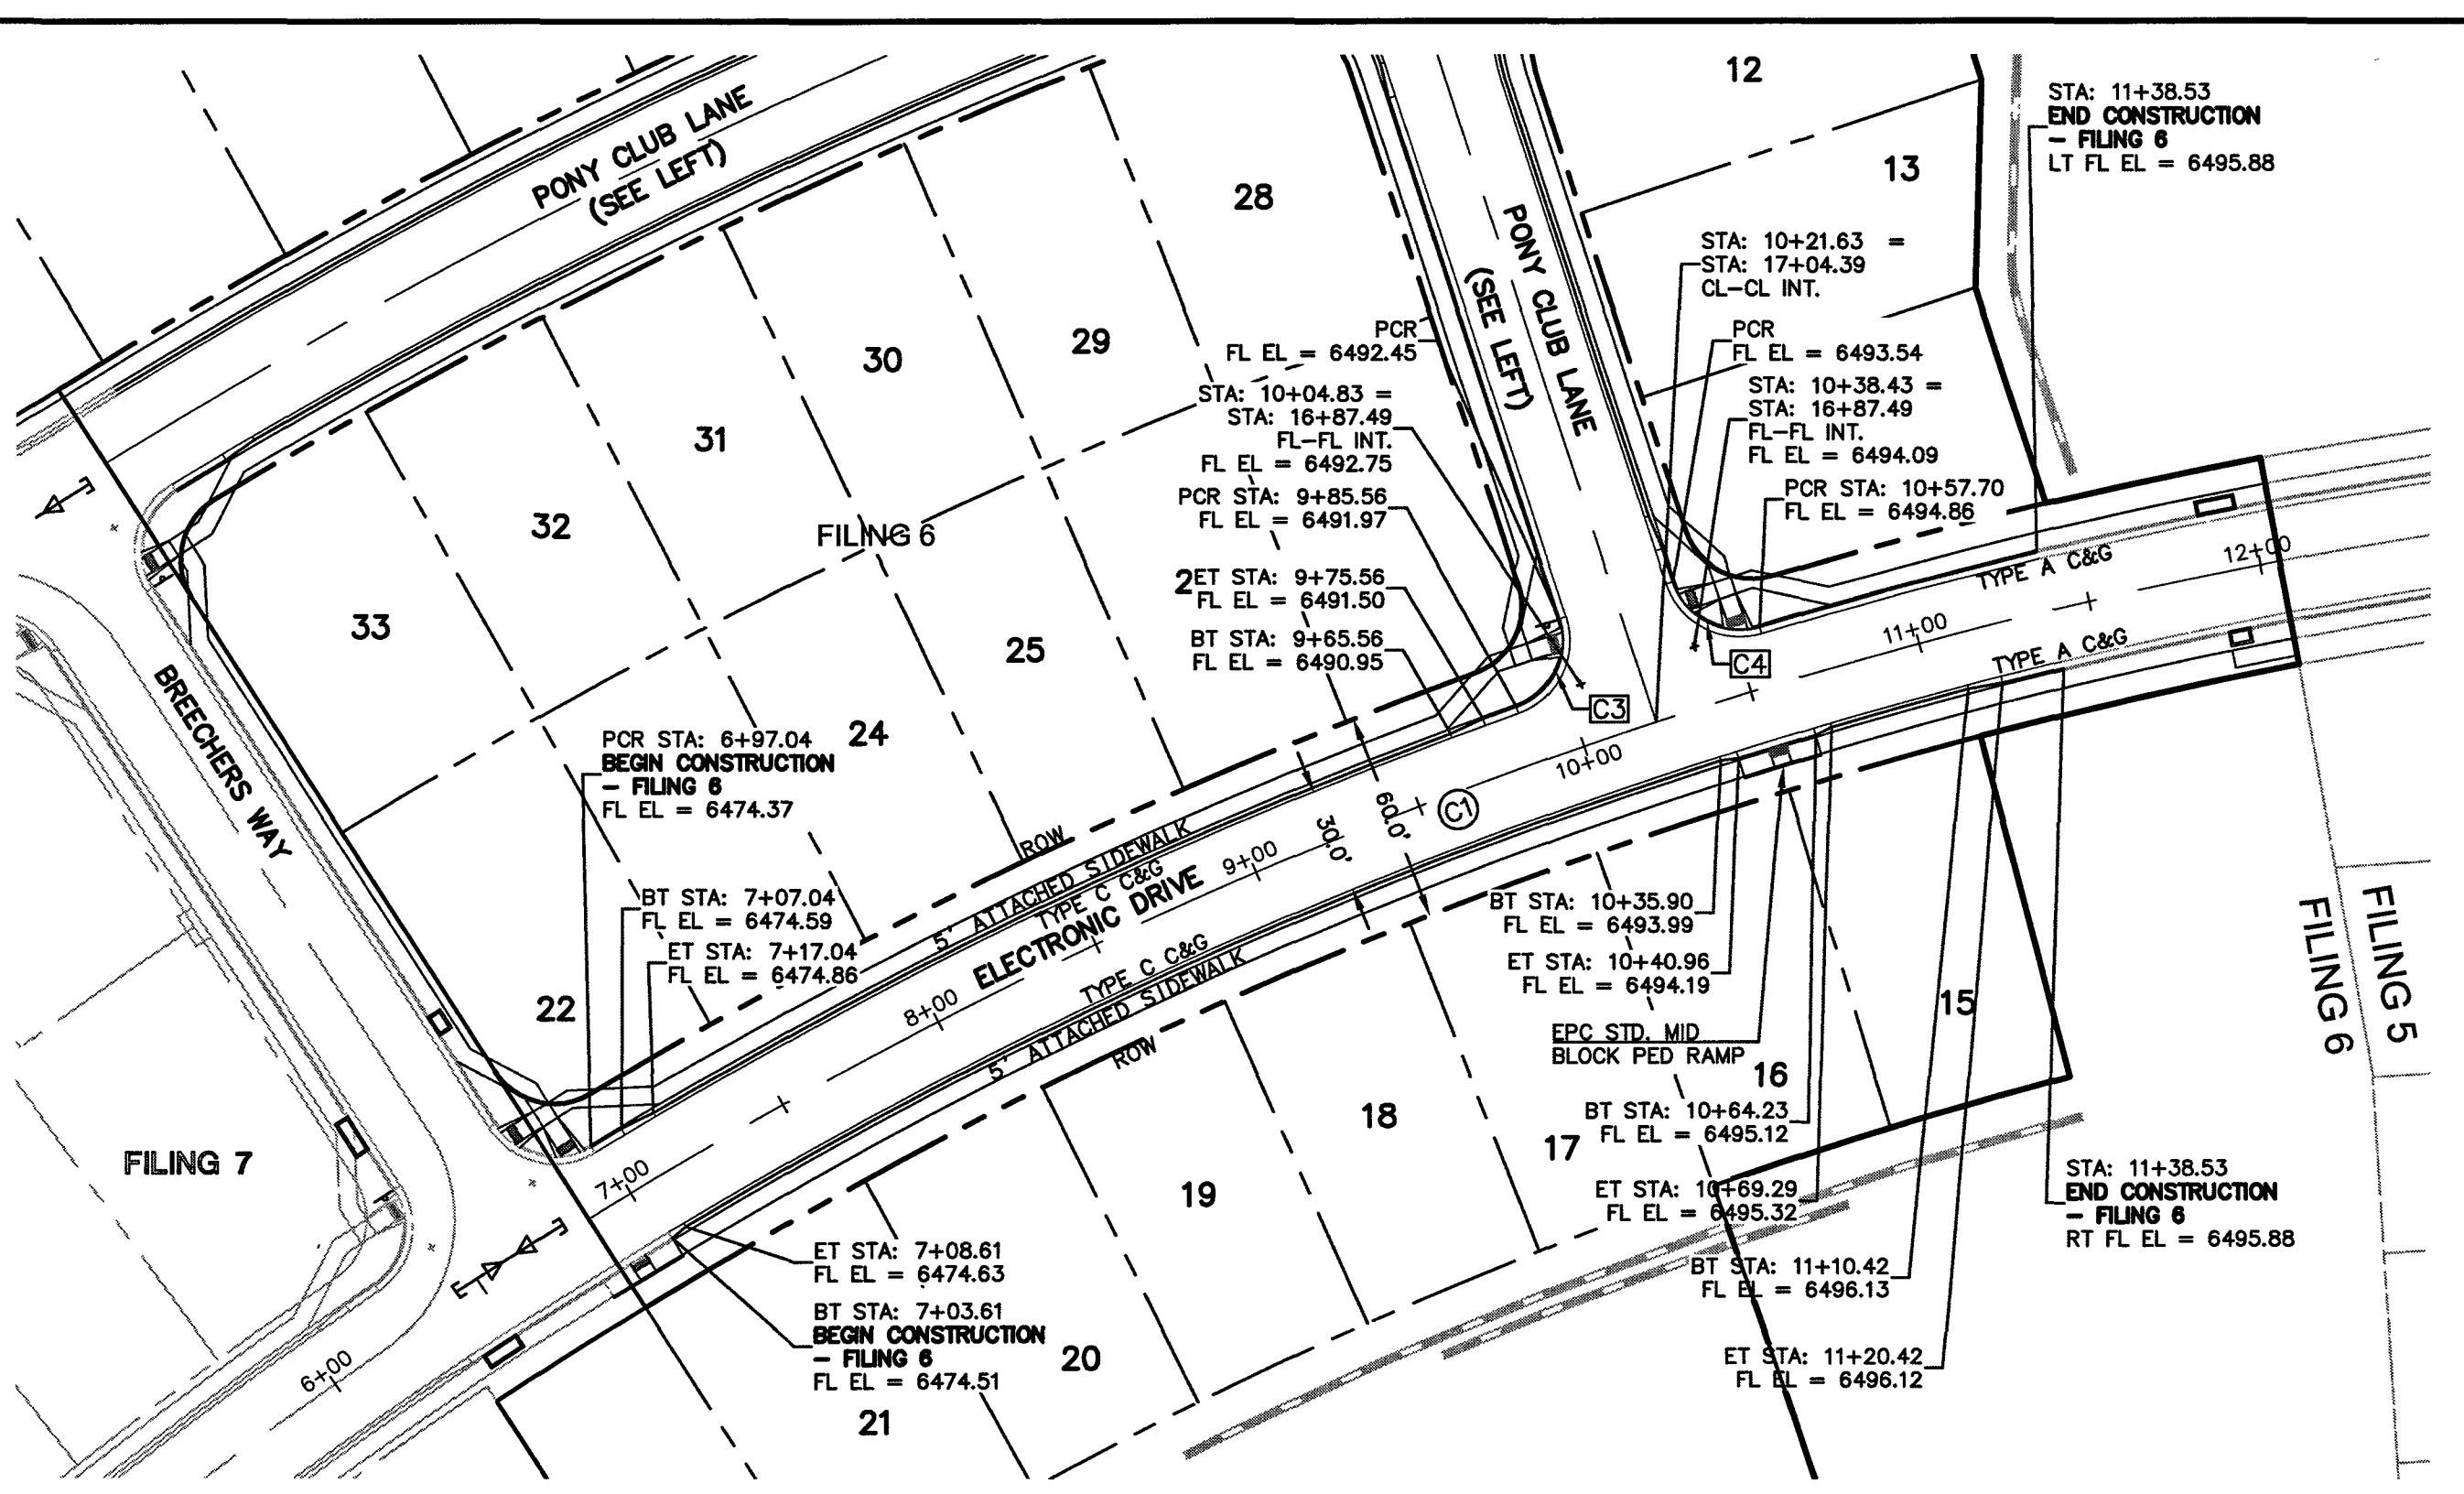 12
STA: 11+38.53
END CONSTRUCTION
– FILING 6
LT FL EL = 6495.88
PONY CLUB LANE
(SEE LEFT)
13
28
PONY CLUB LANE
(SEE LEFT)
STA: 10+21.63 =
STA: 17+04.39
CL–CL INT.
PCR
FL EL = 6492.45
PCR
FL EL = 6493.54
29
30
31
32
33
STA: 10+04.83 =
STA: 16+87.49
FL–FL INT.
FL EL = 6492.75
STA: 10+38.43 =
STA: 16+87.49
FL–FL INT.
FL EL = 6494.09
PCR STA: 9+85.56
FL EL = 6491.97
PCR STA: 10+57.70
FL EL = 6494.86
FILING 6
2
ET STA: 9+75.56
FL EL = 6491.50
BT STA: 9+65.56
FL EL = 6490.95
12+00
TYPE A C&G
11+00
TYPE A C&G
C4
C3
25
24
BREECHERS WAY
PCR STA: 6+97.04
BEGIN CONSTRUCTION
– FILING 6
FL EL = 6474.37
10+00
60.0'
30.0'
C1
ROW
5' ATTACHED SIDEWALK
TYPE C C&G
ELECTRONIC DRIVE
9+00
8+00
TYPE C C&G
5' ATTACHED SIDEWALK
ROW
BT STA: 7+07.04
FL EL = 6474.59
ET STA: 7+17.04
FL EL = 6474.86
22
BT STA: 10+35.90
FL EL = 6493.99
ET STA: 10+40.96
FL EL = 6494.19
EPC STD. MID
BLOCK PED RAMP
15
16
FILING 5
FILING 6
BT STA: 10+64.23
FL EL = 6495.12
17
18
19
FILING 7
7+00
ET STA: 10+69.29
FL EL = 6495.32
STA: 11+38.53
END CONSTRUCTION
– FILING 6
RT FL EL = 6495.88
ET STA: 7+08.61
FL EL = 6474.63
BT STA: 7+03.61
BEGIN CONSTRUCTION
– FILING 6
FL EL = 6474.51
BT STA: 11+10.42
FL EL = 6496.13
ET STA: 11+20.42
FL EL = 6496.12
20
21
6+00